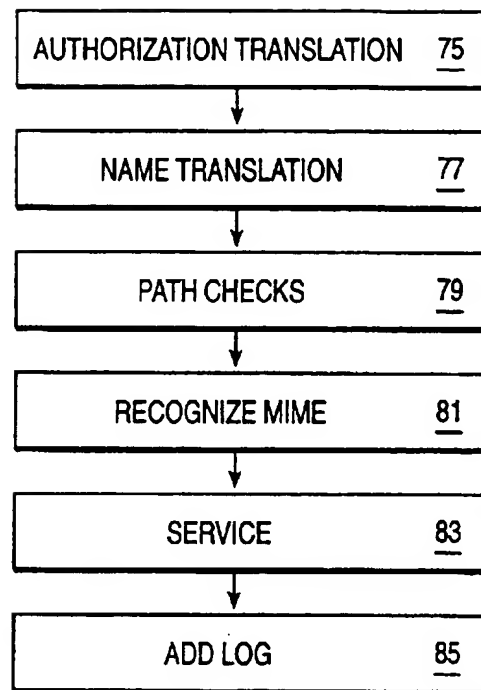 AUTHORIZATION TRANSLATION 75
NAME TRANSLATION 77
PATH CHECKS 79
RECOGNIZE MIME 81
SERVICE 83
ADD LOG 85